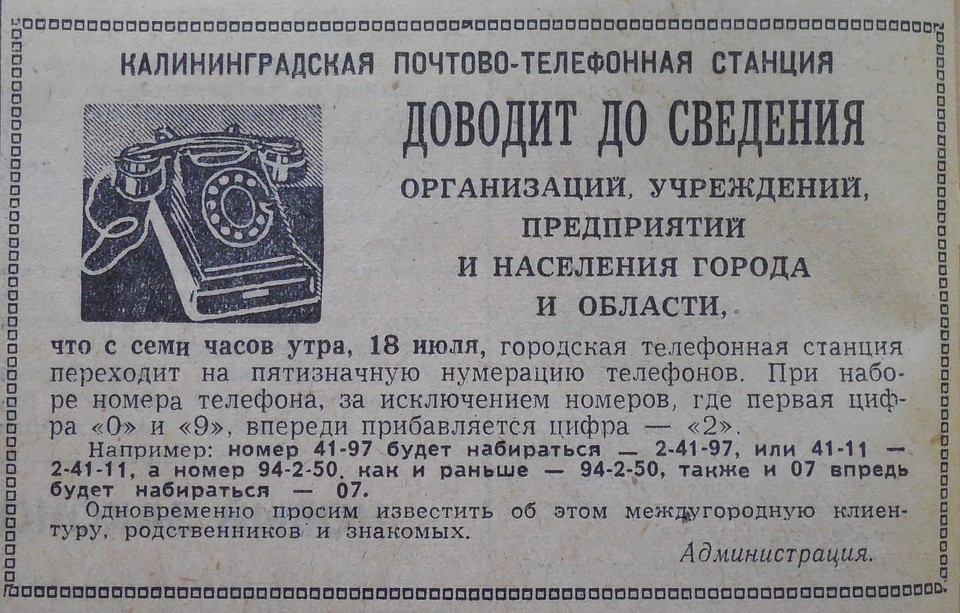 КАЛИНИНГРАДСКАЯ ПОЧТОВО-ТЕЛЕФОННАЯ СТАНЦИЯ
ДОВОДИТ ДО СВЕДЕНИЯ
ОРГАНИЗАЦИЙ, УЧРЕЖДЕНИЙ,
ПРЕДПРИЯТИЙ
И НАСЕЛЕНИЯ ГОРОДА
И ОБЛАСТИ,
что с семи часов утра, 18 июля, городская телефонная станция
переходит на пятизначную нумерацию телефонов. При набо-
ре номера телефона, за исключением номеров, где первая циф-
ра «0» и «9», впереди прибавляется цифра — «2».
Например: номер 41-97 будет набираться — 2-41-97, или 41-11 —
2-41-11, а номер 94-2-50, как и раньше — 94-2-50, также и 07 впредь
будет набираться — 07.
Одновременно просим известить об этом междугородную клиен-
туру, родственников и знакомых.
Администрация.